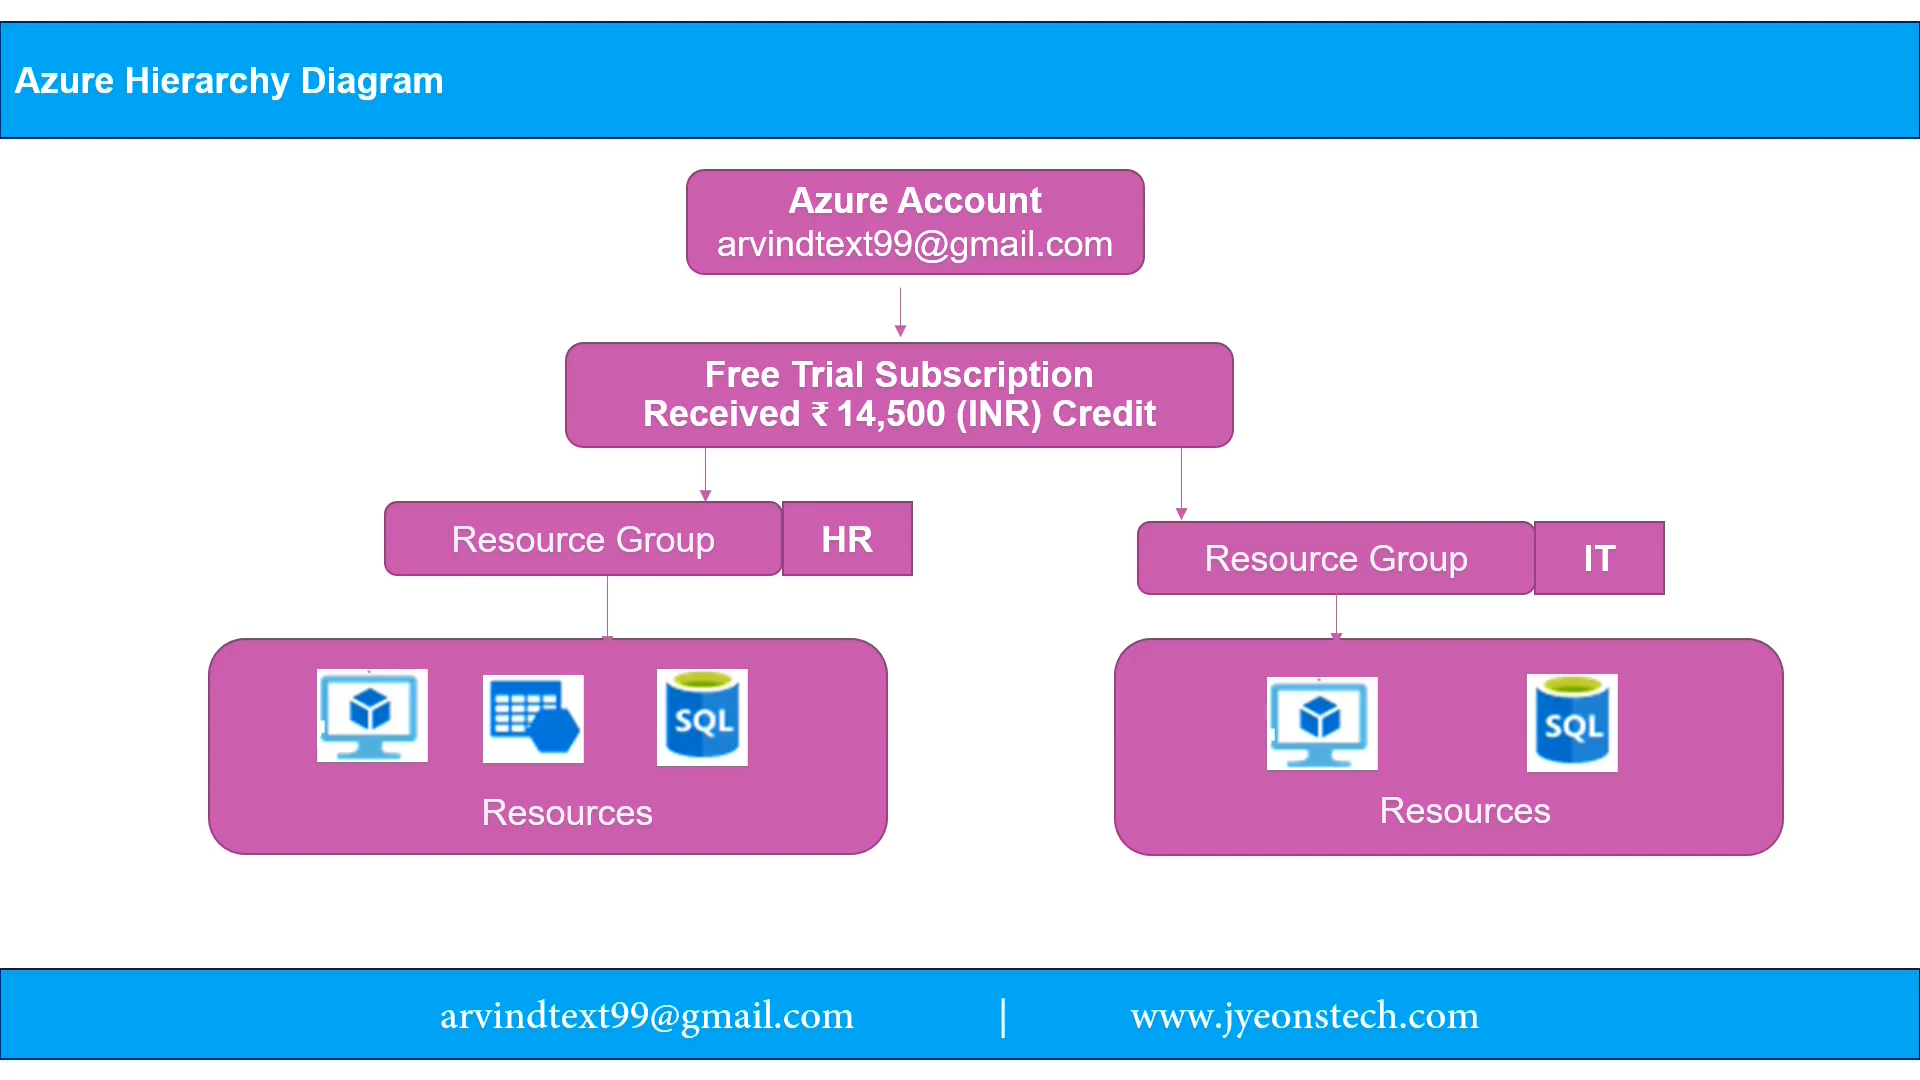 Azure Hierarchy Diagram
Azure Account
arvindtext99@gmail.com
Free Trial Subscription
Received ₹ 14,500 (INR) Credit
Resource Group
HR
Resource Group
IT
SQL
Resources
SQL
Resources
arvindtext99@gmail.com | www.jyeonstech.com